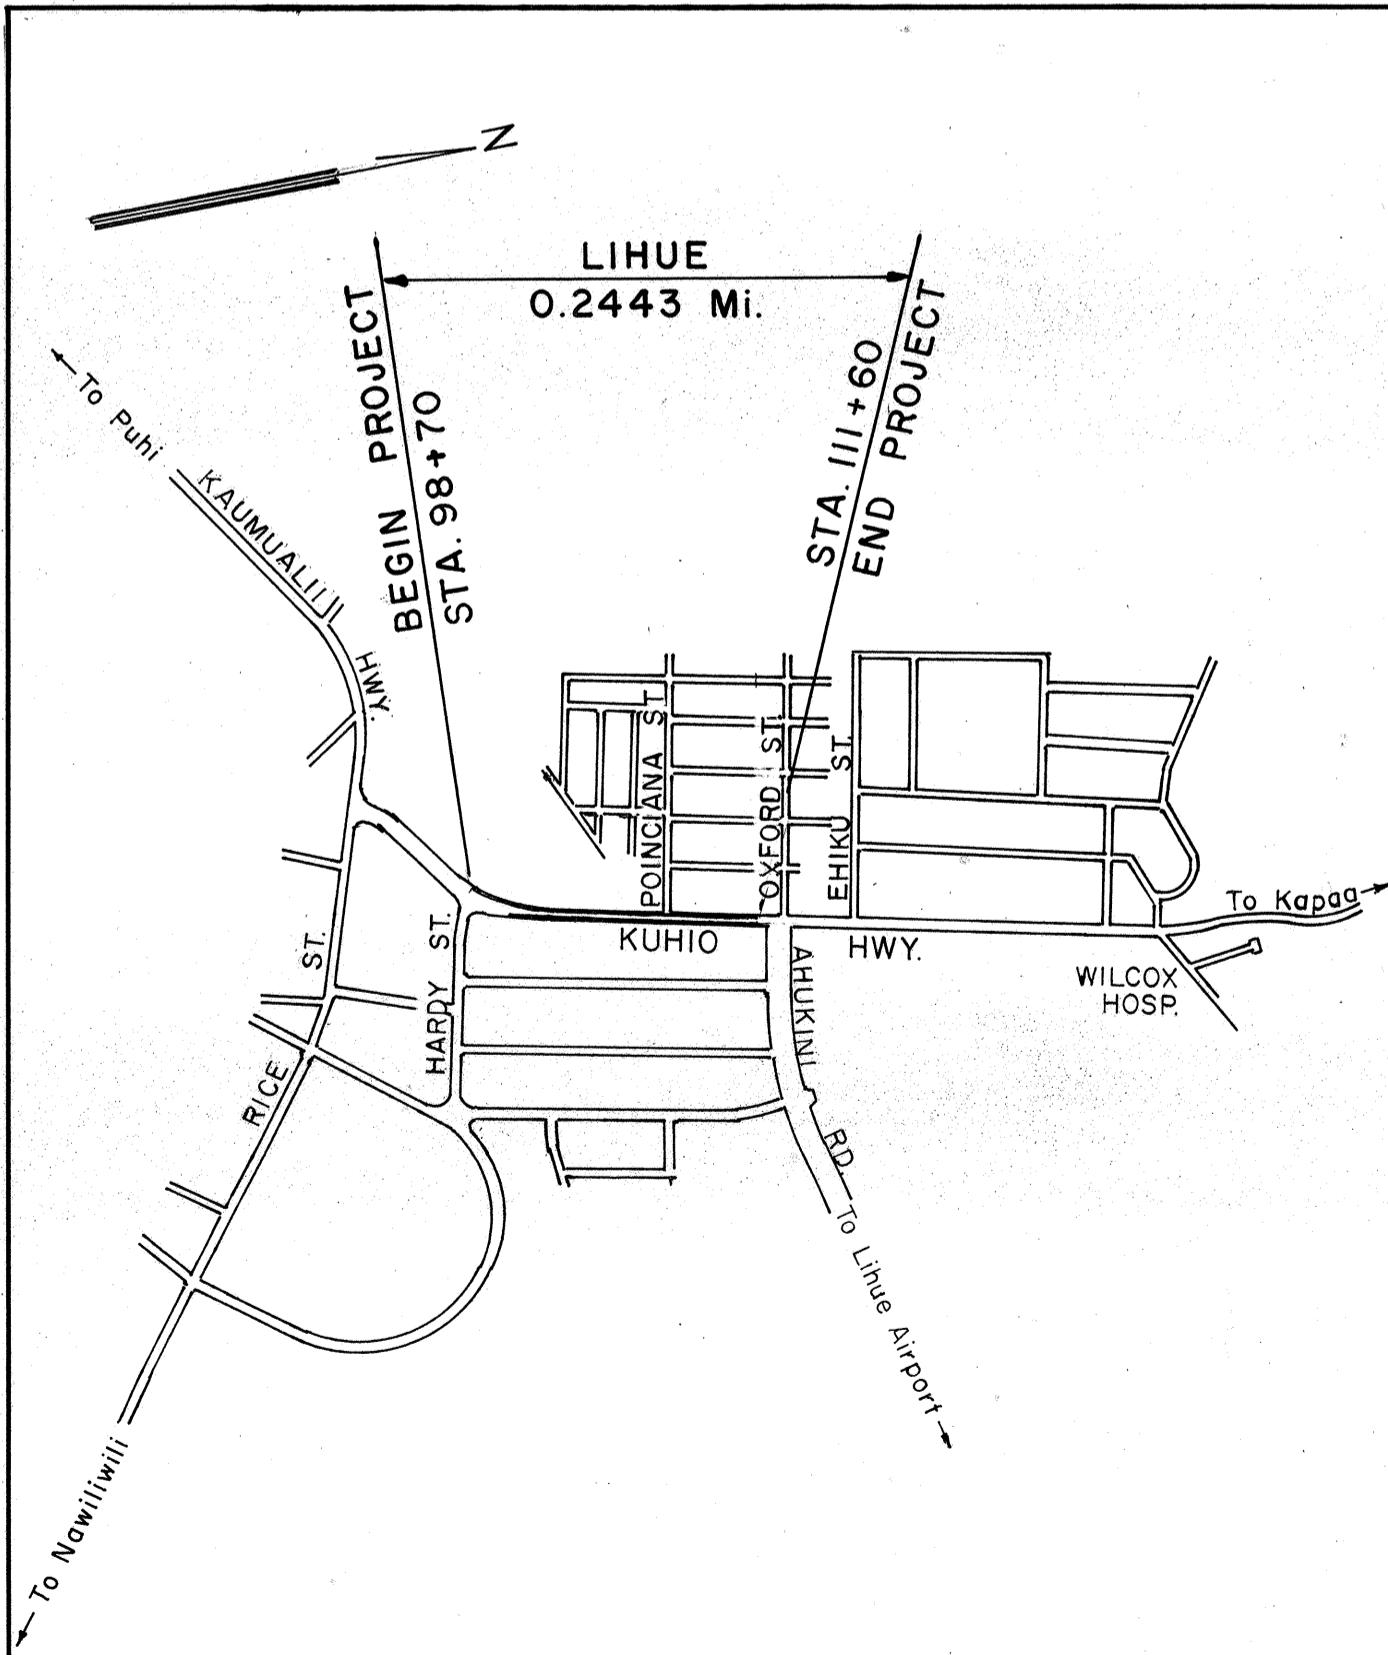 N
LIHUE
0.2443 Mi.
BEGIN PROJECT
STA. 98+70
STA. 111+60
END PROJECT
To Puhi
KAUMUALII HWY.
POINCIANA ST.
OXFORD ST.
EHIKU ST.
To Kapaa
KUHIO HWY.
WILCOX
HOSP.
HARDY ST.
RICE ST.
AHUKINI RD.
To Lihue Airport
To Nawiliwili